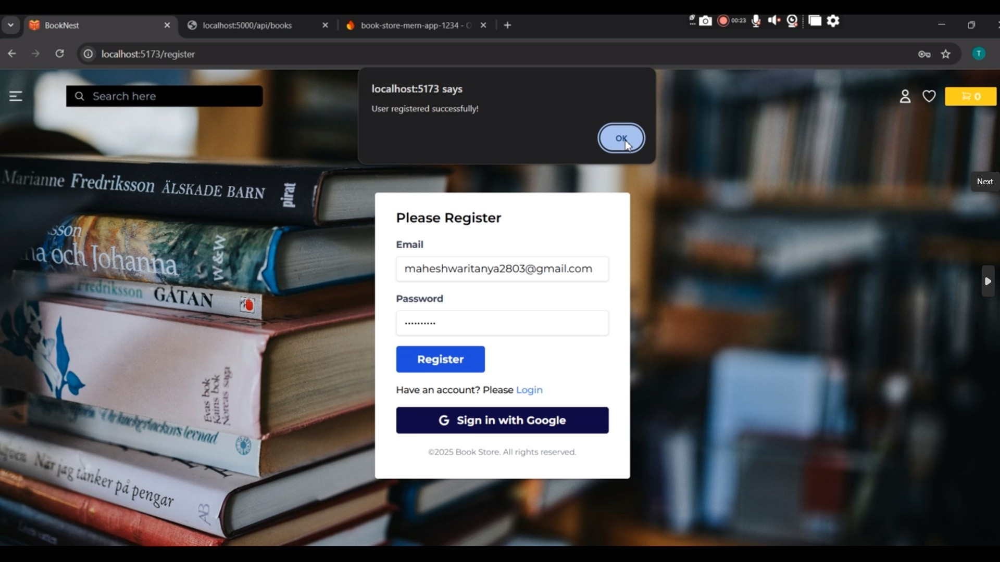 BookNest
localhost:5000/api/books
book-store-mern-app-1234 -
00:23
localhost:5173/register
T
localhost:5173 says
User registered successfully!
OK
Search here
0
Next
Marianne Fredriksson ÄLSKADE BARN pirat
sson
na och Johanna W&W
Fredriksson GÅTAN
Evas bok
Kains bok
Noreas saga
levnad
När jag tänker på pengar AB
Please Register
Email
maheshwaritanya2803@gmail.com
Password
Register
Have an account? Please Login
G Sign in with Google
©2025 Book Store. All rights reserved.